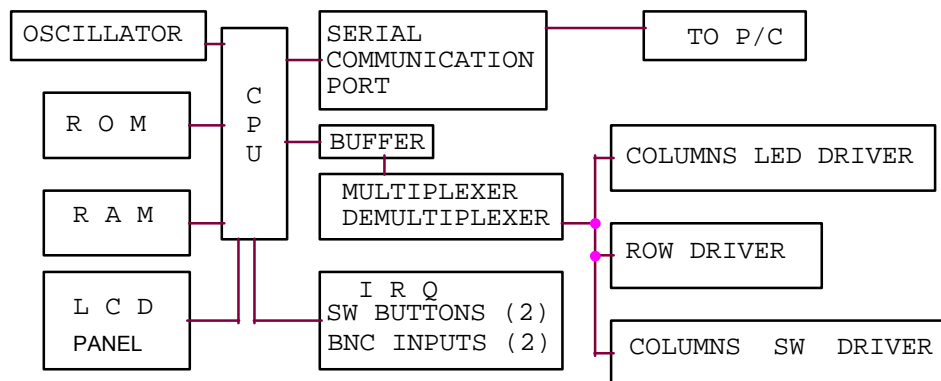 OSCILLATOR
SERIAL
COMMUNICATION
PORT
TO P/C
C
P
U
R O M
BUFFER
COLUMNS LED DRIVER
MULTIPLEXER
DEMULTIPLEXER
R A M
ROW DRIVER
L C D
PANEL
I R Q
SW BUTTONS (2)
BNC INPUTS (2)
COLUMNS SW DRIVER